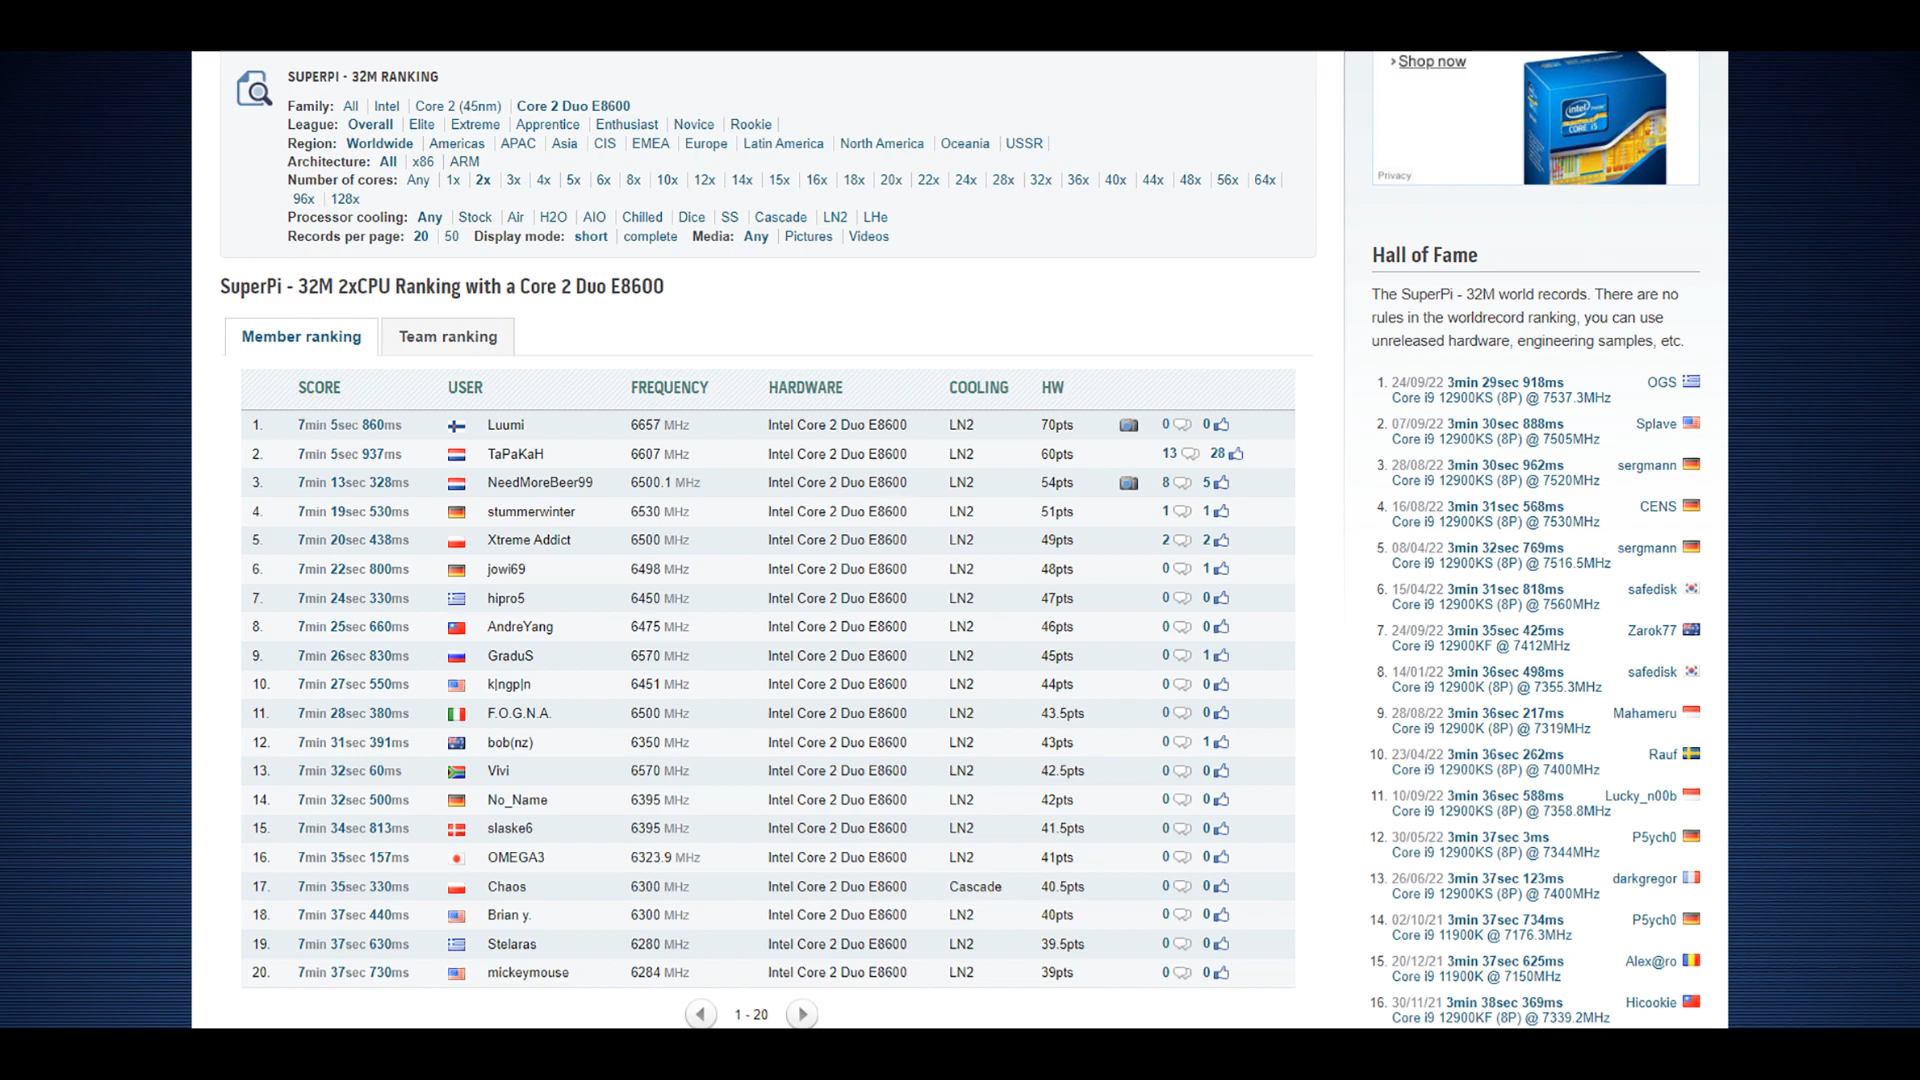 SUPERPI - 32M RANKING
Family: All Intel Core 2 (45nm) Core 2 Duo E8600
League: Overall Elite Extreme Apprentice Enthusiast Novice Rookie
Region: Worldwide Americas APAC Asia CIS EMEA Europe Latin America North America Oceania USSR
Architecture: All x86 ARM
Number of cores: Any 1x 2x 3x 4x 5x 6x 8x 10x 12x 14x 15x 16x 18x 20x 22x 24x 28x 32x 36x 40x 44x 48x 56x 64x
96x 128x
Processor cooling: Any Stock Air H2O AIO Chilled Dice SS Cascade LN2 LHe
Records per page: 20 50 Display mode: short complete Media: Any Pictures Videos
SuperPi - 32M 2xCPU Ranking with a Core 2 Duo E8600
Member ranking Team ranking
SCORE USER FREQUENCY HARDWARE COOLING HW
1. 7min 5sec 860ms Luumi 6657 MHz Intel Core 2 Duo E8600 LN2 70pts 0 0
2. 7min 5sec 937ms TaPaKaH 6607 MHz Intel Core 2 Duo E8600 LN2 60pts 13 28
3. 7min 13sec 328ms NeedMoreBeer99 6500.1 MHz Intel Core 2 Duo E8600 LN2 54pts 8 5
4. 7min 19sec 530ms stummerwinter 6530 MHz Intel Core 2 Duo E8600 LN2 51pts 1 1
5. 7min 20sec 438ms Xtreme Addict 6500 MHz Intel Core 2 Duo E8600 LN2 49pts 2 2
6. 7min 22sec 800ms jowi69 6498 MHz Intel Core 2 Duo E8600 LN2 48pts 0 1
7. 7min 24sec 330ms hipro5 6450 MHz Intel Core 2 Duo E8600 LN2 47pts 0 0
8. 7min 25sec 660ms AndreYang 6475 MHz Intel Core 2 Duo E8600 LN2 46pts 0 0
9. 7min 26sec 830ms GraduS 6570 MHz Intel Core 2 Duo E8600 LN2 45pts 0 1
10. 7min 27sec 550ms k|ngp|n 6451 MHz Intel Core 2 Duo E8600 LN2 44pts 0 0
11. 7min 28sec 380ms F.O.G.N.A. 6500 MHz Intel Core 2 Duo E8600 LN2 43.5pts 0 0
12. 7min 31sec 391ms bob(nz) 6350 MHz Intel Core 2 Duo E8600 LN2 43pts 0 1
13. 7min 32sec 60ms Vivi 6570 MHz Intel Core 2 Duo E8600 LN2 42.5pts 0 0
14. 7min 32sec 500ms No_Name 6395 MHz Intel Core 2 Duo E8600 LN2 42pts 0 0
15. 7min 34sec 813ms slaske6 6395 MHz Intel Core 2 Duo E8600 LN2 41.5pts 0 0
16. 7min 35sec 157ms OMEGA3 6323.9 MHz Intel Core 2 Duo E8600 LN2 41pts 0 0
17. 7min 35sec 330ms Chaos 6300 MHz Intel Core 2 Duo E8600 Cascade 40.5pts 0 0
18. 7min 37sec 440ms Brian y. 6300 MHz Intel Core 2 Duo E8600 LN2 40pts 0 0
19. 7min 37sec 630ms Stelaras 6280 MHz Intel Core 2 Duo E8600 LN2 39.5pts 0 0
20. 7min 37sec 730ms mickeymouse 6284 MHz Intel Core 2 Duo E8600 LN2 39pts 0 0
1 - 20
Shop now
intel
CORE i5
Privacy
Hall of Fame
The SuperPi - 32M world records. There are no
rules in the worldrecord ranking, you can use
unreleased hardware, engineering samples, etc.
1. 24/09/22 3min 29sec 918ms OGS
Core i9 12900KS (8P) @ 7537.3MHz
2. 07/09/22 3min 30sec 888ms Splave
Core i9 12900KS (8P) @ 7505MHz
3. 28/08/22 3min 30sec 962ms sergmann
Core i9 12900KS (8P) @ 7520MHz
4. 16/08/22 3min 31sec 568ms CENS
Core i9 12900KS (8P) @ 7530MHz
5. 08/04/22 3min 32sec 769ms sergmann
Core i9 12900KS (8P) @ 7516.5MHz
6. 15/04/22 3min 31sec 818ms safedisk
Core i9 12900KS (8P) @ 7560MHz
7. 24/09/22 3min 35sec 425ms Zarok77
Core i9 12900KF @ 7412MHz
8. 14/01/22 3min 36sec 498ms safedisk
Core i9 12900K (8P) @ 7355.3MHz
9. 28/08/22 3min 36sec 217ms Mahameru
Core i9 12900K @ 7319MHz
10. 23/04/22 3min 36sec 262ms Rauf
Core i9 12900KS (8P) @ 7400MHz
11. 10/09/22 3min 36sec 588ms Lucky_n00b
Core i9 12900KS (8P) @ 7358.8MHz
12. 30/05/22 3min 37sec 3ms P5ych0
Core i9 12900KS (8P) @ 7344MHz
13. 26/06/22 3min 37sec 123ms darkgregor
Core i9 12900KS (8P) @ 7400MHz
14. 02/10/21 3min 37sec 734ms P5ych0
Core i9 11900K @ 7176.3MHz
15. 20/12/21 3min 37sec 625ms Alex@ro
Core i9 11900K @ 7150MHz
16. 30/11/21 3min 38sec 369ms Hicookie
Core i9 12900KF (8P) @ 7339.2MHz